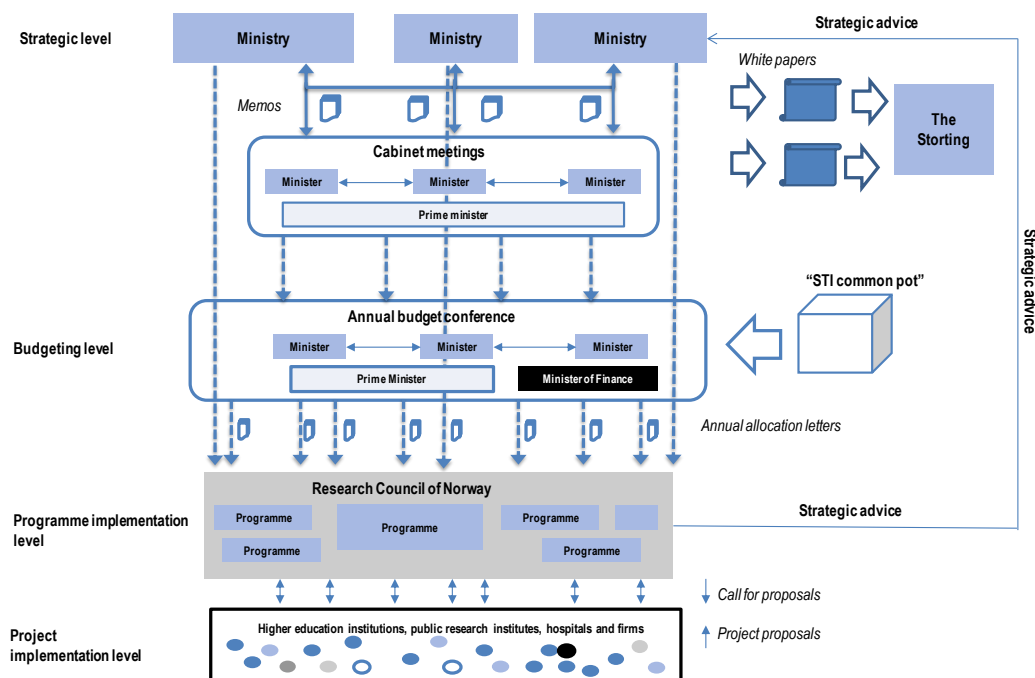 Strategic level
Ministry
Ministry
Ministry
Strategic advice
White papers
Memos
The
Storting
Cabinet meetings
Minister
Minister
Minister
Prime minister
Strategic advice
"STI common pot"
Annual budget conference
Budgeting level
Minister
Minister
Minister
Prime Minister
Minister of Finance
Annual allocation letters
Research Council of Norway
Programme implementation
level
Programme
Programme
Programme
Programme
Programme
Strategic advice
Call for proposals
Project proposals
Project
implementation level
Higher education institutions, public research institutes, hospitals and firms